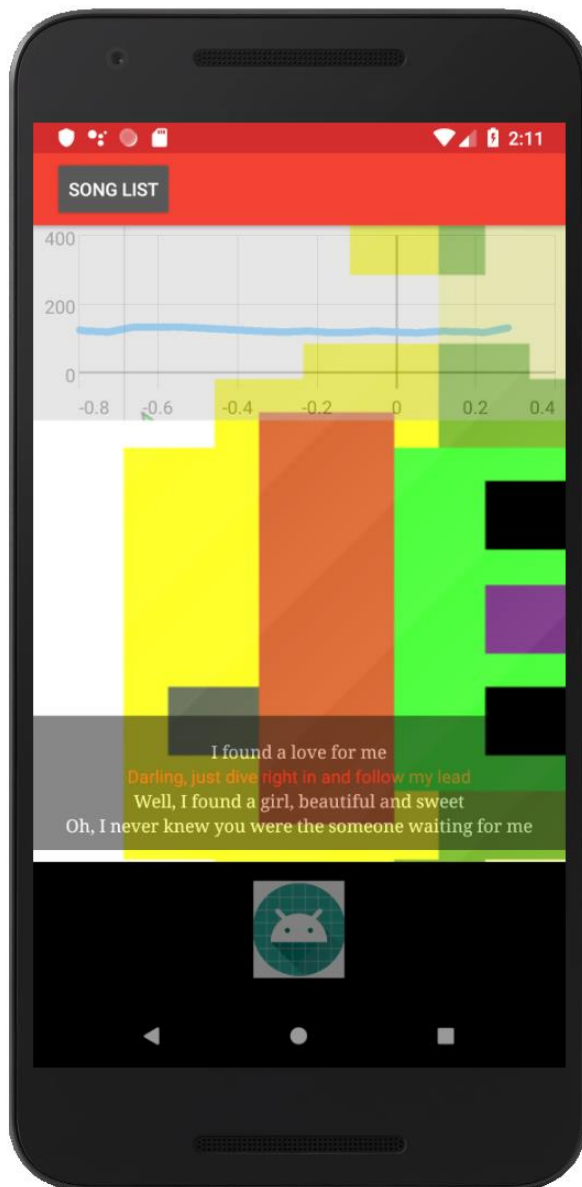 2:11
SONG LIST
400
200
0
-0.8 -0.6 -0.4 -0.2 0 0.2 0.4
I found a love for me
Darling, just dive right in and follow my lead
Well, I found a girl, beautiful and sweet
Oh, I never knew you were the someone waiting for me